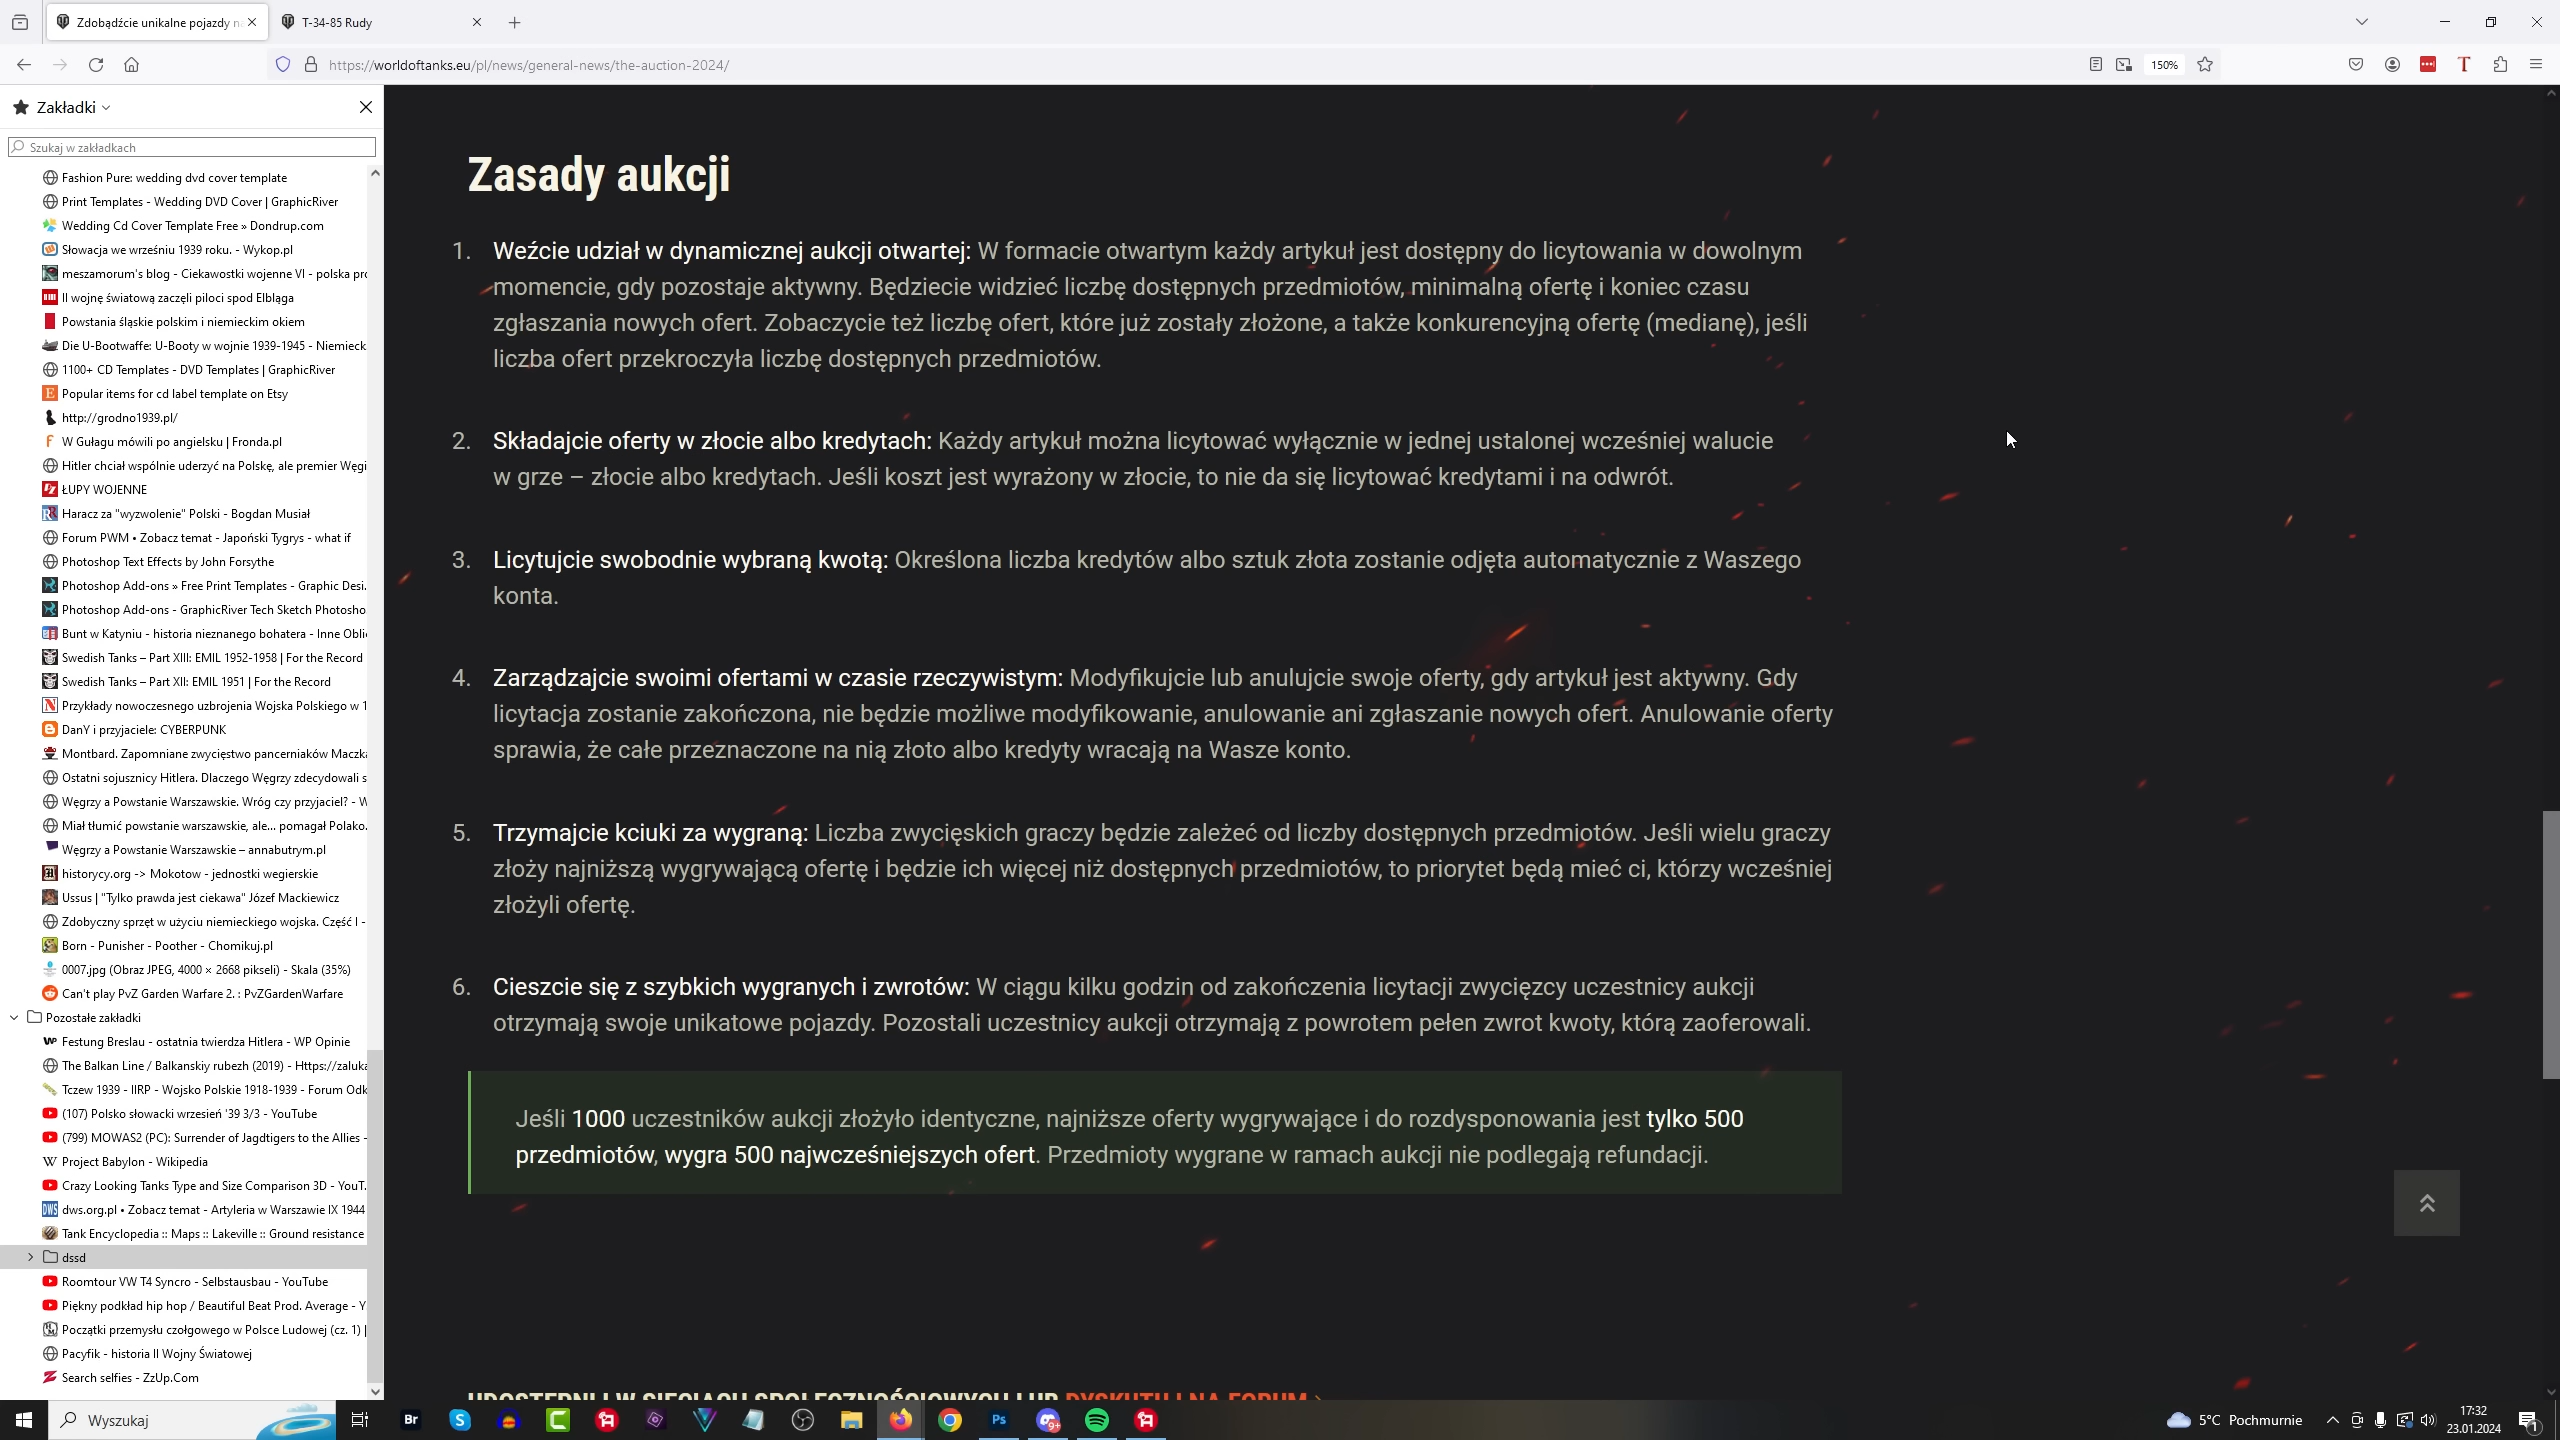 Zdobądźcie unikalne pojazdy na
T-34-85 Rudy
https://worldoftanks.eu/pl/news/general-news/the-auction-2024/
150%
Zakładki
Szukaj w zakładkach
Fashion Pure: wedding dvd cover template
Print Templates - Wedding DVD Cover | GraphicRiver
Wedding Cd Cover Template Free » Dondrup.com
Słowacja we wrześniu 1939 roku. - Wykop.pl
meszamorum's blog - Ciekawostki wojenne VI - polska pro
II wojnę światową zaczęli piloci spod Elbląga
Powstania śląskie polskim i niemieckim okiem
Die U-Bootwaffe: U-Booty w wojnie 1939-1945 - Niemieck
1100+ CD Templates - DVD Templates | GraphicRiver
Popular items for cd label template on Etsy
http://grodno1939.pl/
W Gułagu mówili po angielsku | Fronda.pl
Hitler chciał wspólnie uderzyć na Polskę, ale premier Węgi
ŁUPY WOJENNE
Haracz za "wyzwolenie" Polski - Bogdan Musiał
Forum PWM • Zobacz temat - Japoński Tygrys - what if
Photoshop Text Effects by John Forsythe
Photoshop Add-ons » Free Print Templates - Graphic Desi.
Photoshop Add-ons - GraphicRiver Tech Sketch Photosho
Bunt w Katyniu - historia nieznanego bohatera - Inne Obli
Swedish Tanks – Part XIII: EMIL 1952-1958 | For the Record
Swedish Tanks – Part XII: EMIL 1951 | For the Record
Przykłady nowoczesnego uzbrojenia Wojska Polskiego w 1
DanY i przyjaciele: CYBERPUNK
Montbard. Zapomniane zwycięstwo pancerniaków Maczka
Ostatni sojusznicy Hitlera. Dlaczego Węgrzy zdecydowali s
Węgrzy a Powstanie Warszawskie. Wróg czy przyjaciel? - W
Miał tłumić powstanie warszawskie, ale... pomagał Polako.
Węgrzy a Powstanie Warszawskie – annabutrym.pl
historycy.org -> Mokotow - jednostki wegierskie
Ussus | "Tylko prawda jest ciekawa" Józef Mackiewicz
Zdobyczny sprzęt w użyciu niemieckiego wojska. Część I -
Born - Punisher - Poother - Chomikuj.pl
0007.jpg (Obraz JPEG, 4000 × 2668 pikseli) - Skala (35%)
Can't play PvZ Garden Warfare 2. : PvZGardenWarfare
Pozostałe zakładki
Festung Breslau - ostatnia twierdza Hitlera - WP Opinie
The Balkan Line / Balkanskiy rubezh (2019) - Https://zaluka
Tczew 1939 - IIRP - Wojsko Polskie 1918-1939 - Forum Odk
(107) Polsko słowacki wrzesień '39 3/3 - YouTube
(799) MOWAS2 (PC): Surrender of Jagdtigers to the Allies -
Project Babylon - Wikipedia
Crazy Looking Tanks Type and Size Comparison 3D - YouT.
dws.org.pl • Zobacz temat - Artyleria w Warszawie IX 1944
Tank Encyclopedia :: Maps :: Lakeville :: Ground resistance
dssd
Roomtour VW T4 Syncro - Selbstausbau - YouTube
Piękny podkład hip hop / Beautiful Beat Prod. Average - Y
Początki przemysłu czołgowego w Polsce Ludowej (cz. 1) |
Pacyfik - historia II Wojny Światowej
Search selfies - ZzUp.Com
Zasady aukcji
1. Weźcie udział w dynamicznej aukcji otwartej: W formacie otwartym każdy artykuł jest dostępny do licytowania w dowolnym
momencie, gdy pozostaje aktywny. Będziecie widzieć liczbę dostępnych przedmiotów, minimalną ofertę i koniec czasu
zgłaszania nowych ofert. Zobaczycie też liczbę ofert, które już zostały złożone, a także konkurencyjną ofertę (medianę), jeśli
liczba ofert przekroczyła liczbę dostępnych przedmiotów.
2. Składajcie oferty w złocie albo kredytach: Każdy artykuł można licytować wyłącznie w jednej ustalonej wcześniej walucie
w grze – złocie albo kredytach. Jeśli koszt jest wyrażony w złocie, to nie da się licytować kredytami i na odwrót.
3. Licytujcie swobodnie wybraną kwotą: Określona liczba kredytów albo sztuk złota zostanie odjęta automatycznie z Waszego
konta.
4. Zarządzajcie swoimi ofertami w czasie rzeczywistym: Modyfikujcie lub anulujcie swoje oferty, gdy artykuł jest aktywny. Gdy
licytacja zostanie zakończona, nie będzie możliwe modyfikowanie, anulowanie ani zgłaszanie nowych ofert. Anulowanie oferty
sprawia, że całe przeznaczone na nią złoto albo kredyty wracają na Wasze konto.
5. Trzymajcie kciuki za wygraną: Liczba zwycięskich graczy będzie zależeć od liczby dostępnych przedmiotów. Jeśli wielu graczy
złoży najniższą wygrywającą ofertę i będzie ich więcej niż dostępnych przedmiotów, to priorytet będą mieć ci, którzy wcześniej
złożyli ofertę.
6. Cieszcie się z szybkich wygranych i zwrotów: W ciągu kilku godzin od zakończenia licytacji zwycięzcy uczestnicy aukcji
otrzymają swoje unikatowe pojazdy. Pozostali uczestnicy aukcji otrzymają z powrotem pełen zwrot kwoty, którą zaoferowali.
Jeśli 1000 uczestników aukcji złożyło identyczne, najniższe oferty wygrywające i do rozdysponowania jest tylko 500
przedmiotów, wygra 500 najwcześniejszych ofert. Przedmioty wygrane w ramach aukcji nie podlegają refundacji.
UDOSTĘPNIJ W SIECIACH SPOŁECZNOŚCIOWYCH LUB DYSKUTUJ NA FORUM >
Wyszukaj
5°C Pochmurnie
17:32
23.01.2024